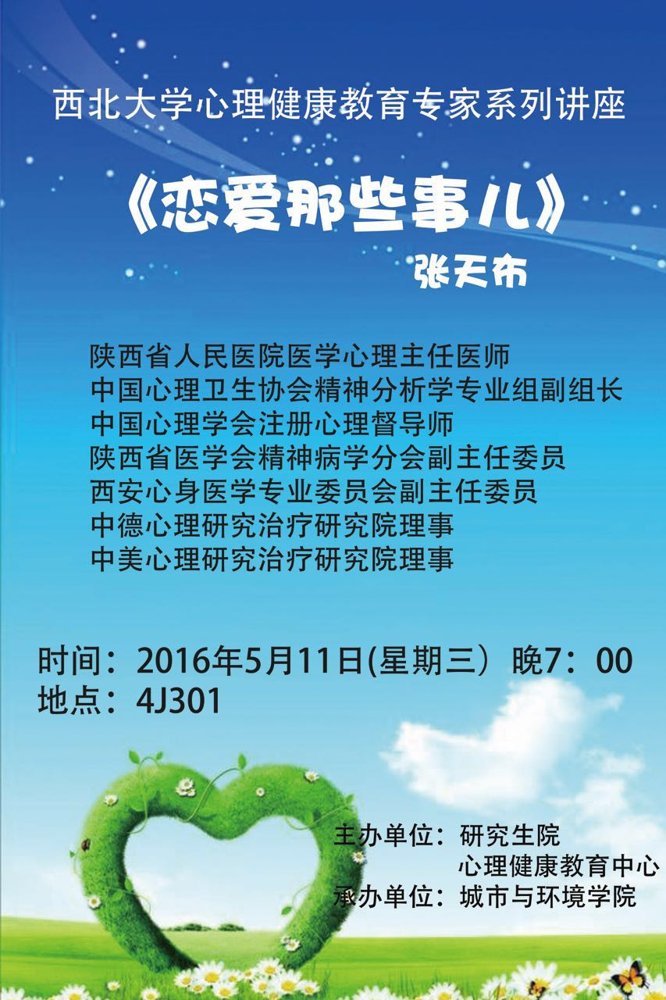 西北大学心理健康教育专家系列讲座
《恋爱那些事儿》
张天布
陕西省人民医院医学心理主任医师
中国心理卫生协会精神分析学专业组副组长
中国心理学会注册心理督导师
陕西省医学会精神病学分会副主任委员
西安心身医学专业委员会副主任委员
中德心理研究治疗研究院理事
中美心理研究治疗研究院理事
时间：2016年5月11日(星期三）晚7：00
地点：4J301
主办单位：研究生院
心理健康教育中心
承办单位：城市与环境学院